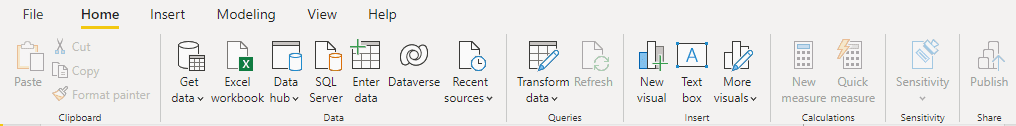 File Home Insert Modeling View Help
Paste
Cut
Copy
Format painter
Clipboard
Get
data
Excel
workbook
Data
hub
SQL
Server
Enter
data
Dataverse
Recent
sources
Data
Transform
data
Refresh
Queries
New
visual
A
Text
box
More
visuals
Insert
New
measure
Quick
measure
Calculations
Sensitivity
Sensitivity
Publish
Share